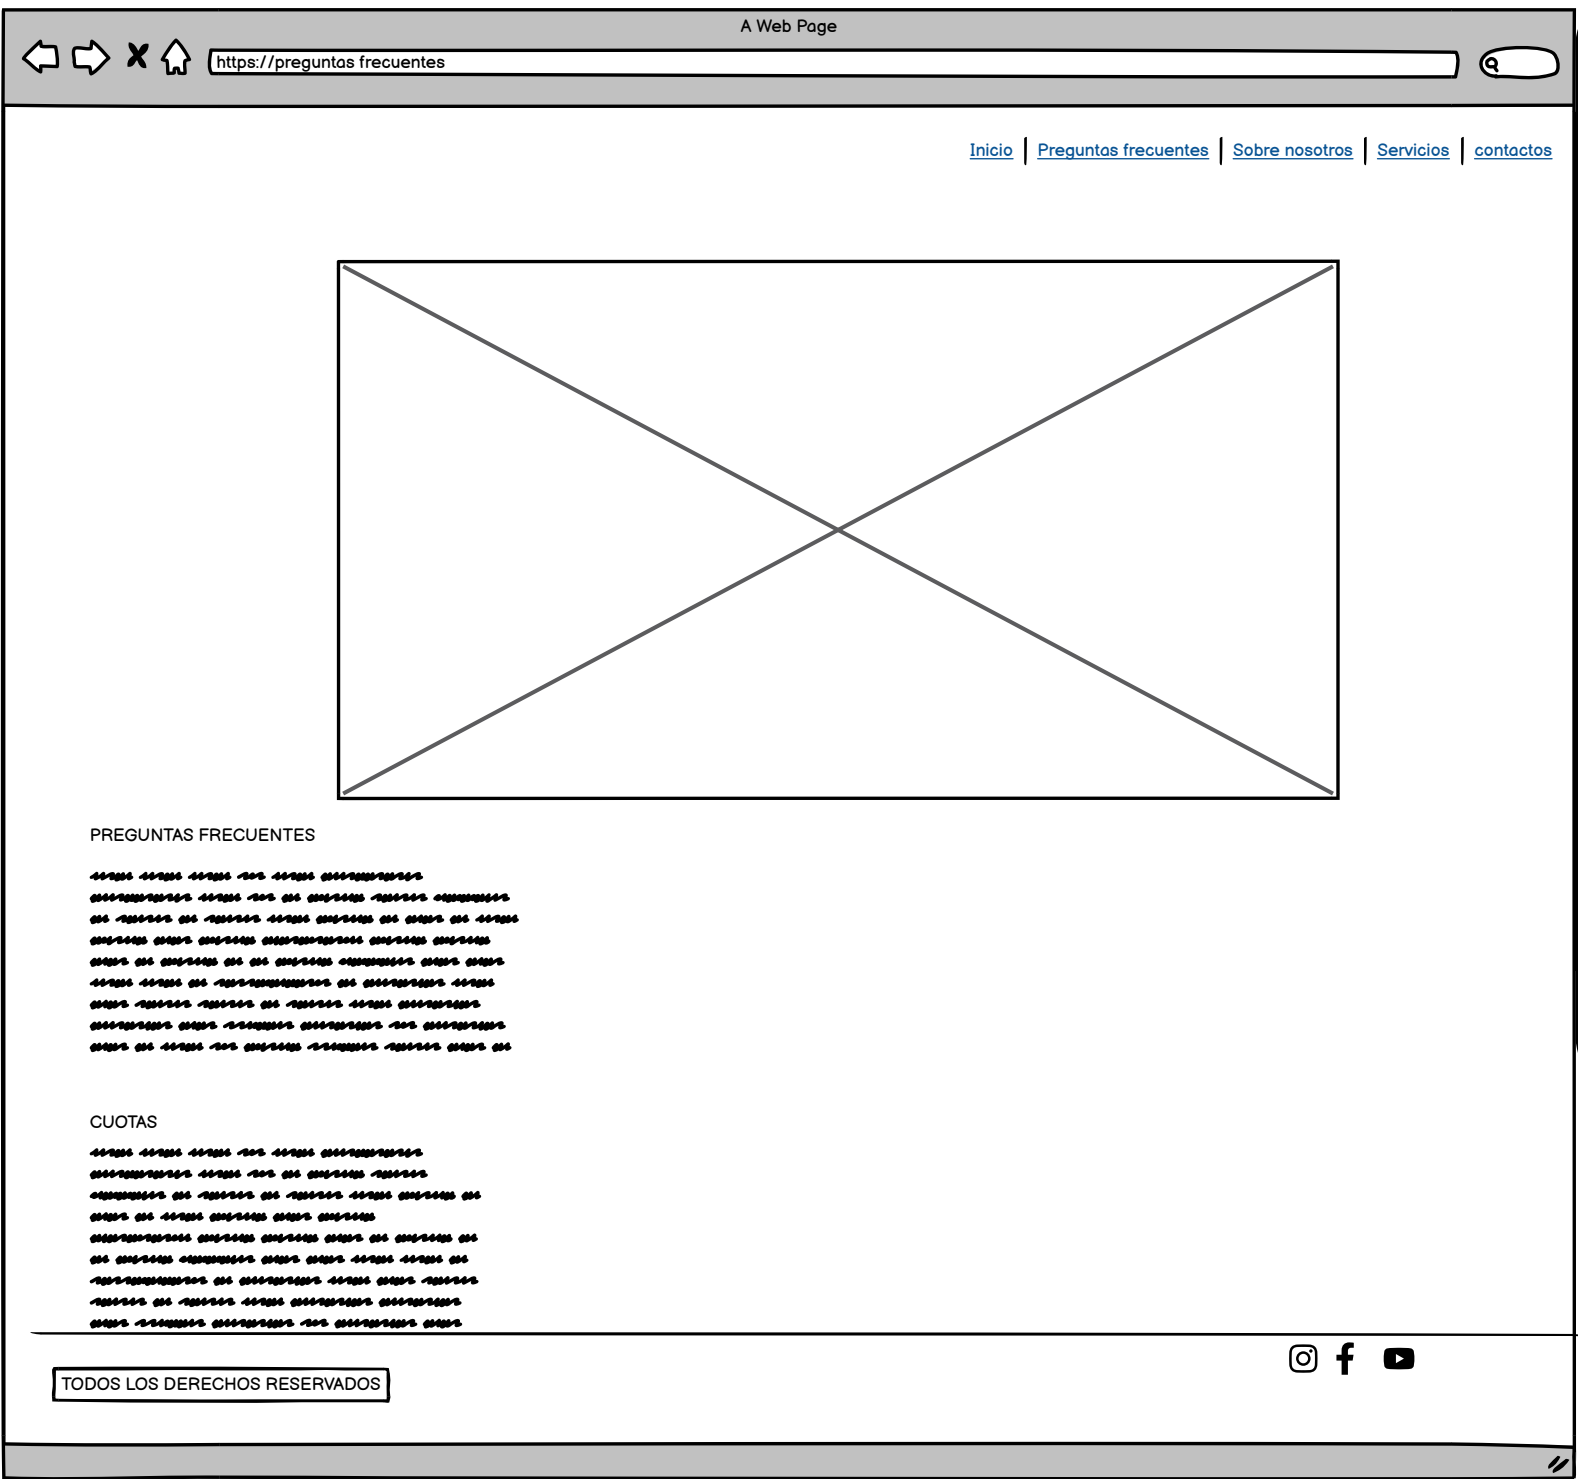 A Web Page
https://preguntas frecuentes
Inicio Preguntas frecuentes Sobre nosotros Servicios contactos
PREGUNTAS FRECUENTES
CUOTAS
TODOS LOS DERECHOS RESERVADOS